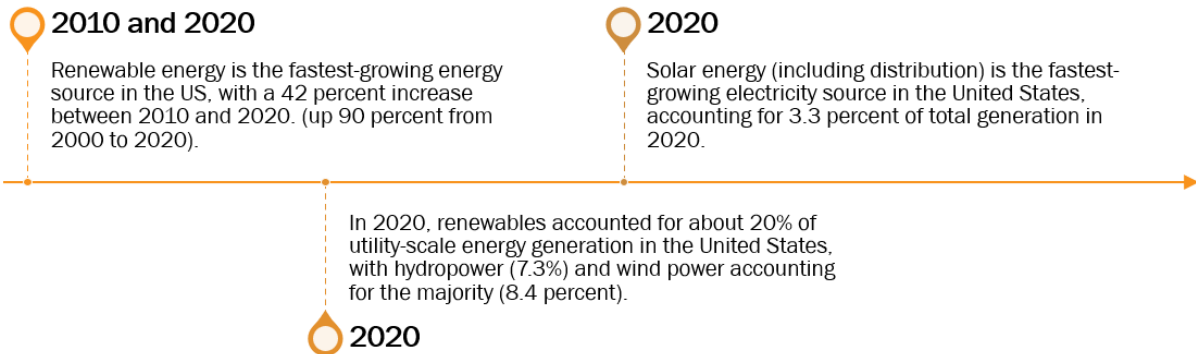 2010 and 2020
Renewable energy is the fastest-growing energy
source in the US, with a 42 percent increase
between 2010 and 2020. (up 90 percent from
2000 to 2020).
2020
Solar energy (including distribution) is the fastest-
growing electricity source in the United States,
accounting for 3.3 percent of total generation in
2020.
In 2020, renewables accounted for about 20% of
utility-scale energy generation in the United States,
with hydropower (7.3%) and wind power accounting
for the majority (8.4 percent).
2020